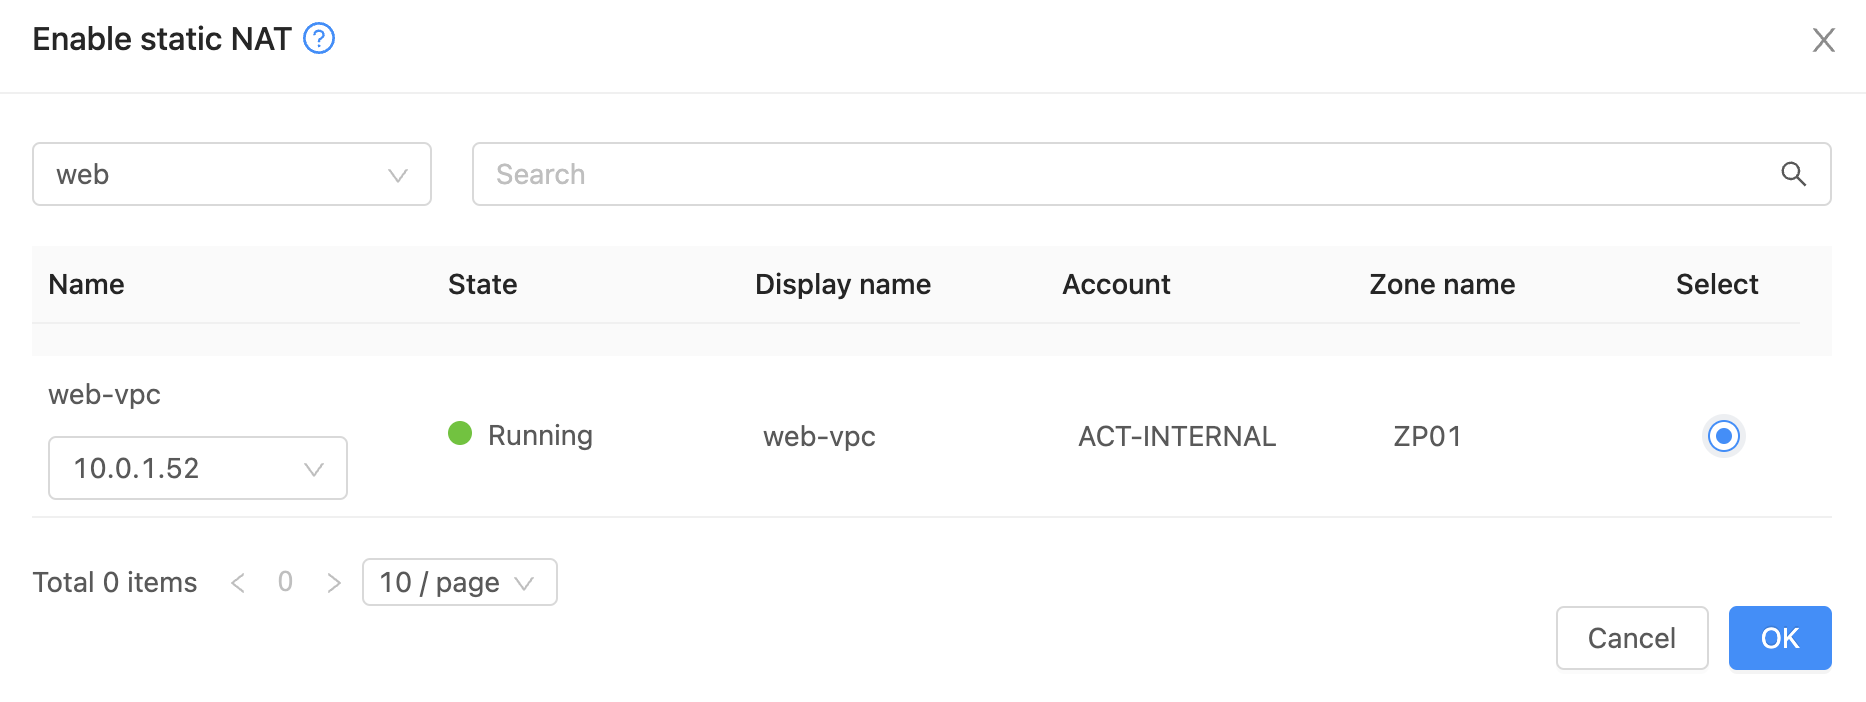 Enable static NAT ?
web
Search
Name State Display name Account Zone name Select
web-vpc
10.0.1.52
Running web-vpc ACT-INTERNAL ZP01
Total 0 items < 0 > 10 / page
Cancel OK